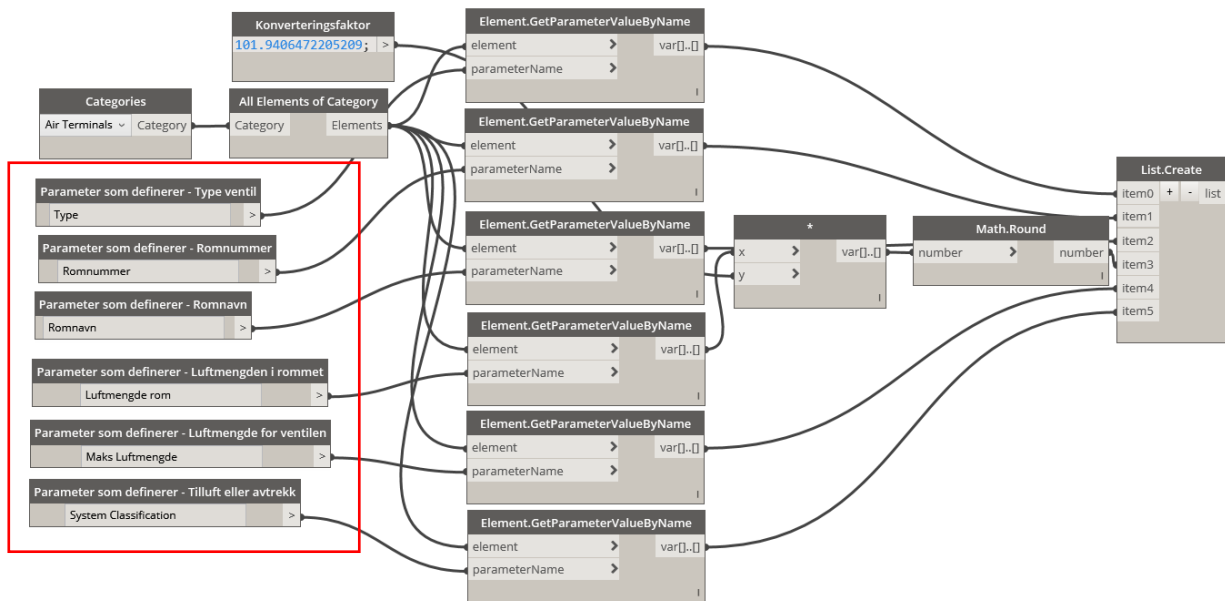 Konverteringsfaktor
101.9406472205209; >
Categories
Air Terminals Category
All Elements of Category
Category Elements
Parameter som definerer - Type ventil
Type >
Parameter som definerer - Romnummer
Romnummer >
Parameter som definerer - Romnavn
Romnavn >
Parameter som definerer - Luftmengden i rommet
Luftmengde rom >
Parameter som definerer - Luftmengde for ventilen
Maks Luftmengde >
Parameter som definerer - Tilluft eller avtrekk
System Classification >
Element.GetParameterValueByName
element > var[]..[]
parameterName >
Element.GetParameterValueByName
element > var[]..[]
parameterName >
Element.GetParameterValueByName
element > var[]..[]
parameterName >
Element.GetParameterValueByName
element > var[]..[]
parameterName >
Element.GetParameterValueByName
element > var[]..[]
parameterName >
Element.GetParameterValueByName
element > var[]..[]
parameterName >
*
x > var[]..[]
y >
Math.Round
number > number
List.Create
item0 + - list
item1
item2
item3
item4
item5